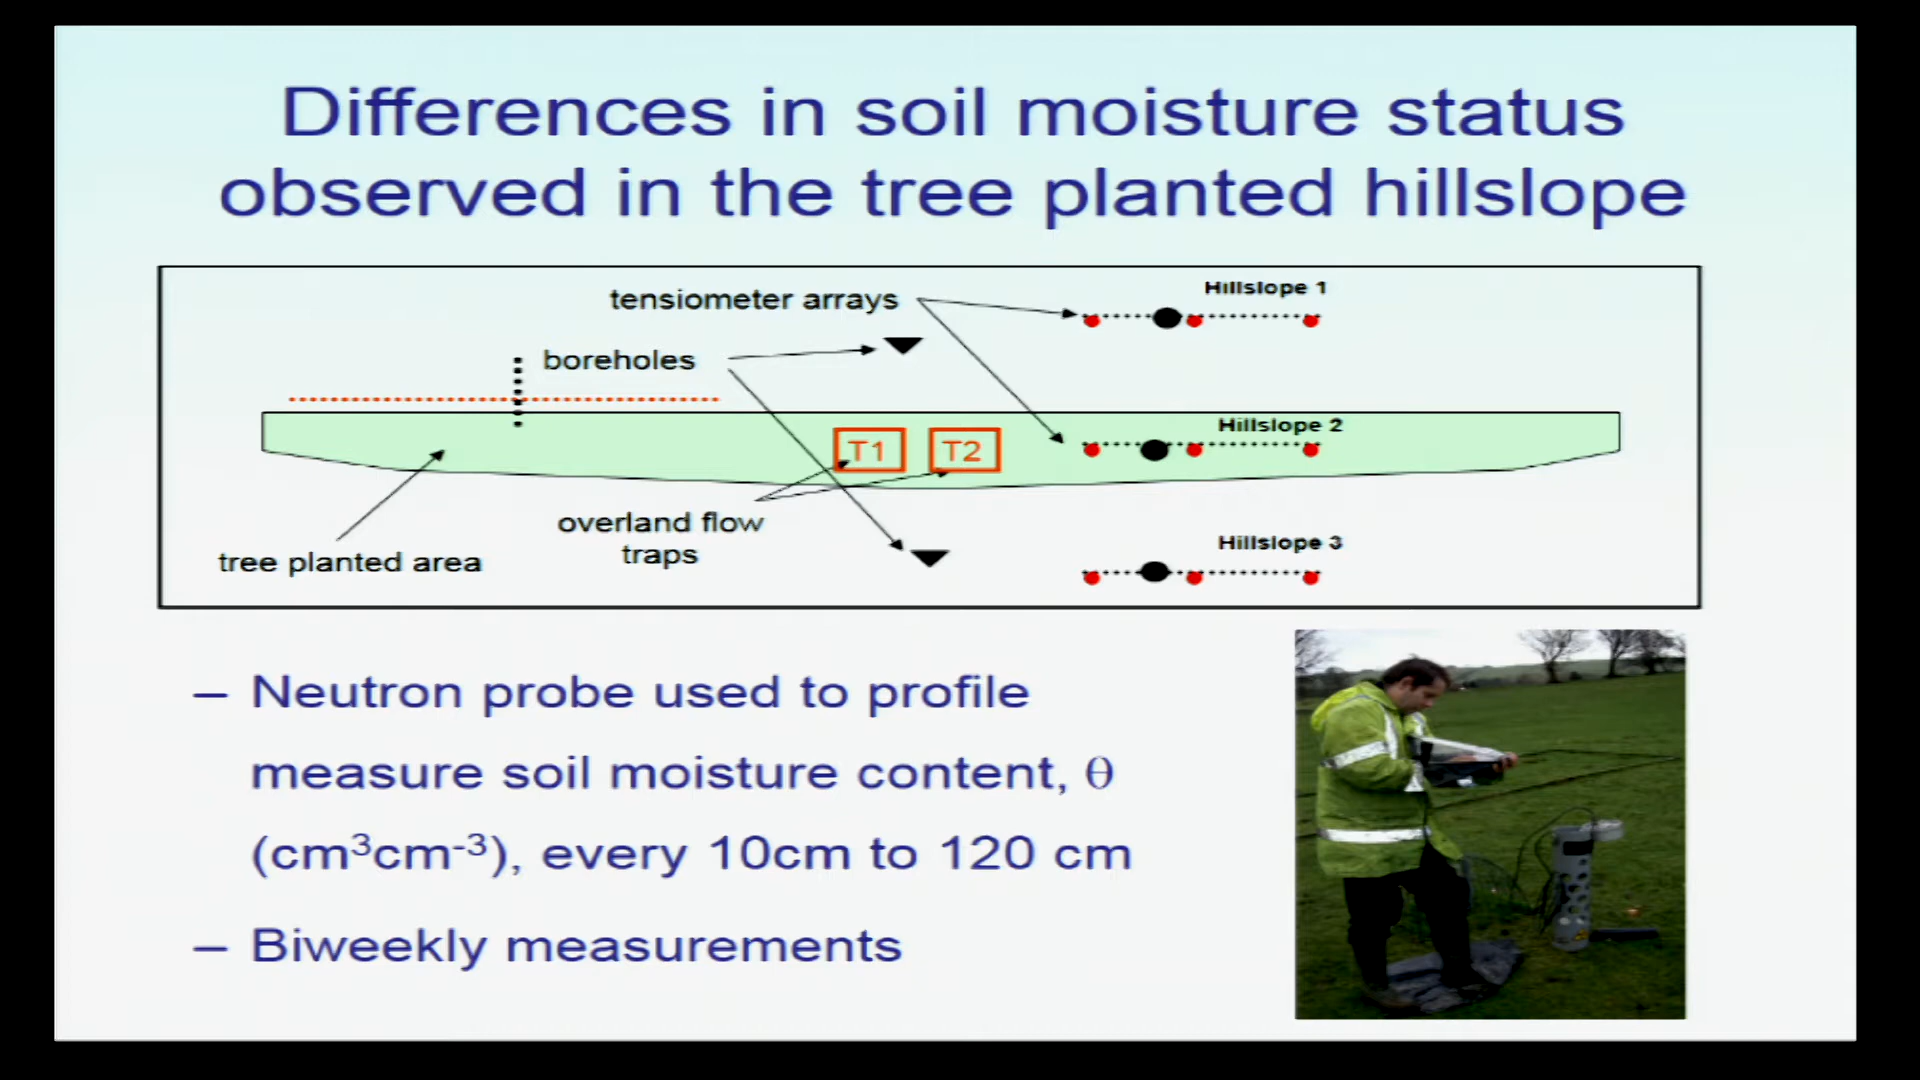 Differences in soil moisture status
observed in the tree planted hillslope
Hillslope 1
tensiometer arrays
boreholes
Hillslope 2
T1
T2
overland flow
traps
Hillslope 3
tree planted area
– Neutron probe used to profile
measure soil moisture content, θ
(cm³cm⁻³), every 10cm to 120 cm
– Biweekly measurements